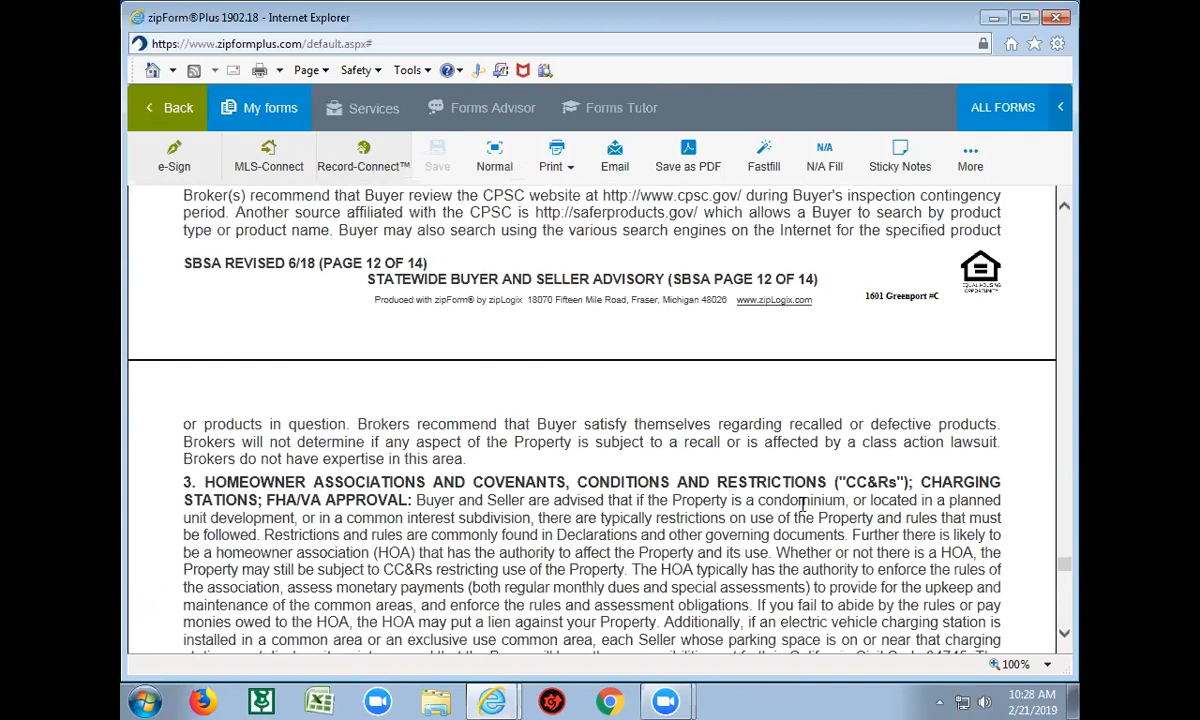 zipForm®Plus 1902.18 - Internet Explorer
https://www.zipformplus.com/default.aspx#
Page Safety Tools
Back My forms Services Forms Advisor Forms Tutor ALL FORMS
N/A
e-Sign MLS-Connect Record-Connect™ Save Normal Print Email Save as PDF Fastfill N/A Fill Sticky Notes More
Broker(s) recommend that Buyer review the CPSC website at http://www.cpsc.gov/ during Buyer's inspection contingency
period. Another source affiliated with the CPSC is http://saferproducts.gov/ which allows a Buyer to search by product
type or product name. Buyer may also search using the various search engines on the Internet for the specified product
SBSA REVISED 6/18 (PAGE 12 OF 14)
STATEWIDE BUYER AND SELLER ADVISORY (SBSA PAGE 12 OF 14)
Produced with zipForm® by zipLogix 18070 Fifteen Mile Road, Fraser, Michigan 48026 www.zipLogix.com
1601 Greenport #C
EQUAL HOUSING
OPPORTUNITY
or products in question. Brokers recommend that Buyer satisfy themselves regarding recalled or defective products.
Brokers will not determine if any aspect of the Property is subject to a recall or is affected by a class action lawsuit.
Brokers do not have expertise in this area.
3. HOMEOWNER ASSOCIATIONS AND COVENANTS, CONDITIONS AND RESTRICTIONS ("CC&Rs"); CHARGING
STATIONS; FHA/VA APPROVAL: Buyer and Seller are advised that if the Property is a condominium, or located in a planned
unit development, or in a common interest subdivision, there are typically restrictions on use of the Property and rules that must
be followed. Restrictions and rules are commonly found in Declarations and other governing documents. Further there is likely to
be a homeowner association (HOA) that has the authority to affect the Property and its use. Whether or not there is a HOA, the
Property may still be subject to CC&Rs restricting use of the Property. The HOA typically has the authority to enforce the rules of
the association, assess monetary payments (both regular monthly dues and special assessments) to provide for the upkeep and
maintenance of the common areas, and enforce the rules and assessment obligations. If you fail to abide by the rules or pay
monies owed to the HOA, the HOA may put a lien against your Property. Additionally, if an electric vehicle charging station is
installed in a common area or an exclusive use common area, each Seller whose parking space is on or near that charging
100%
10:28 AM
2/21/2019